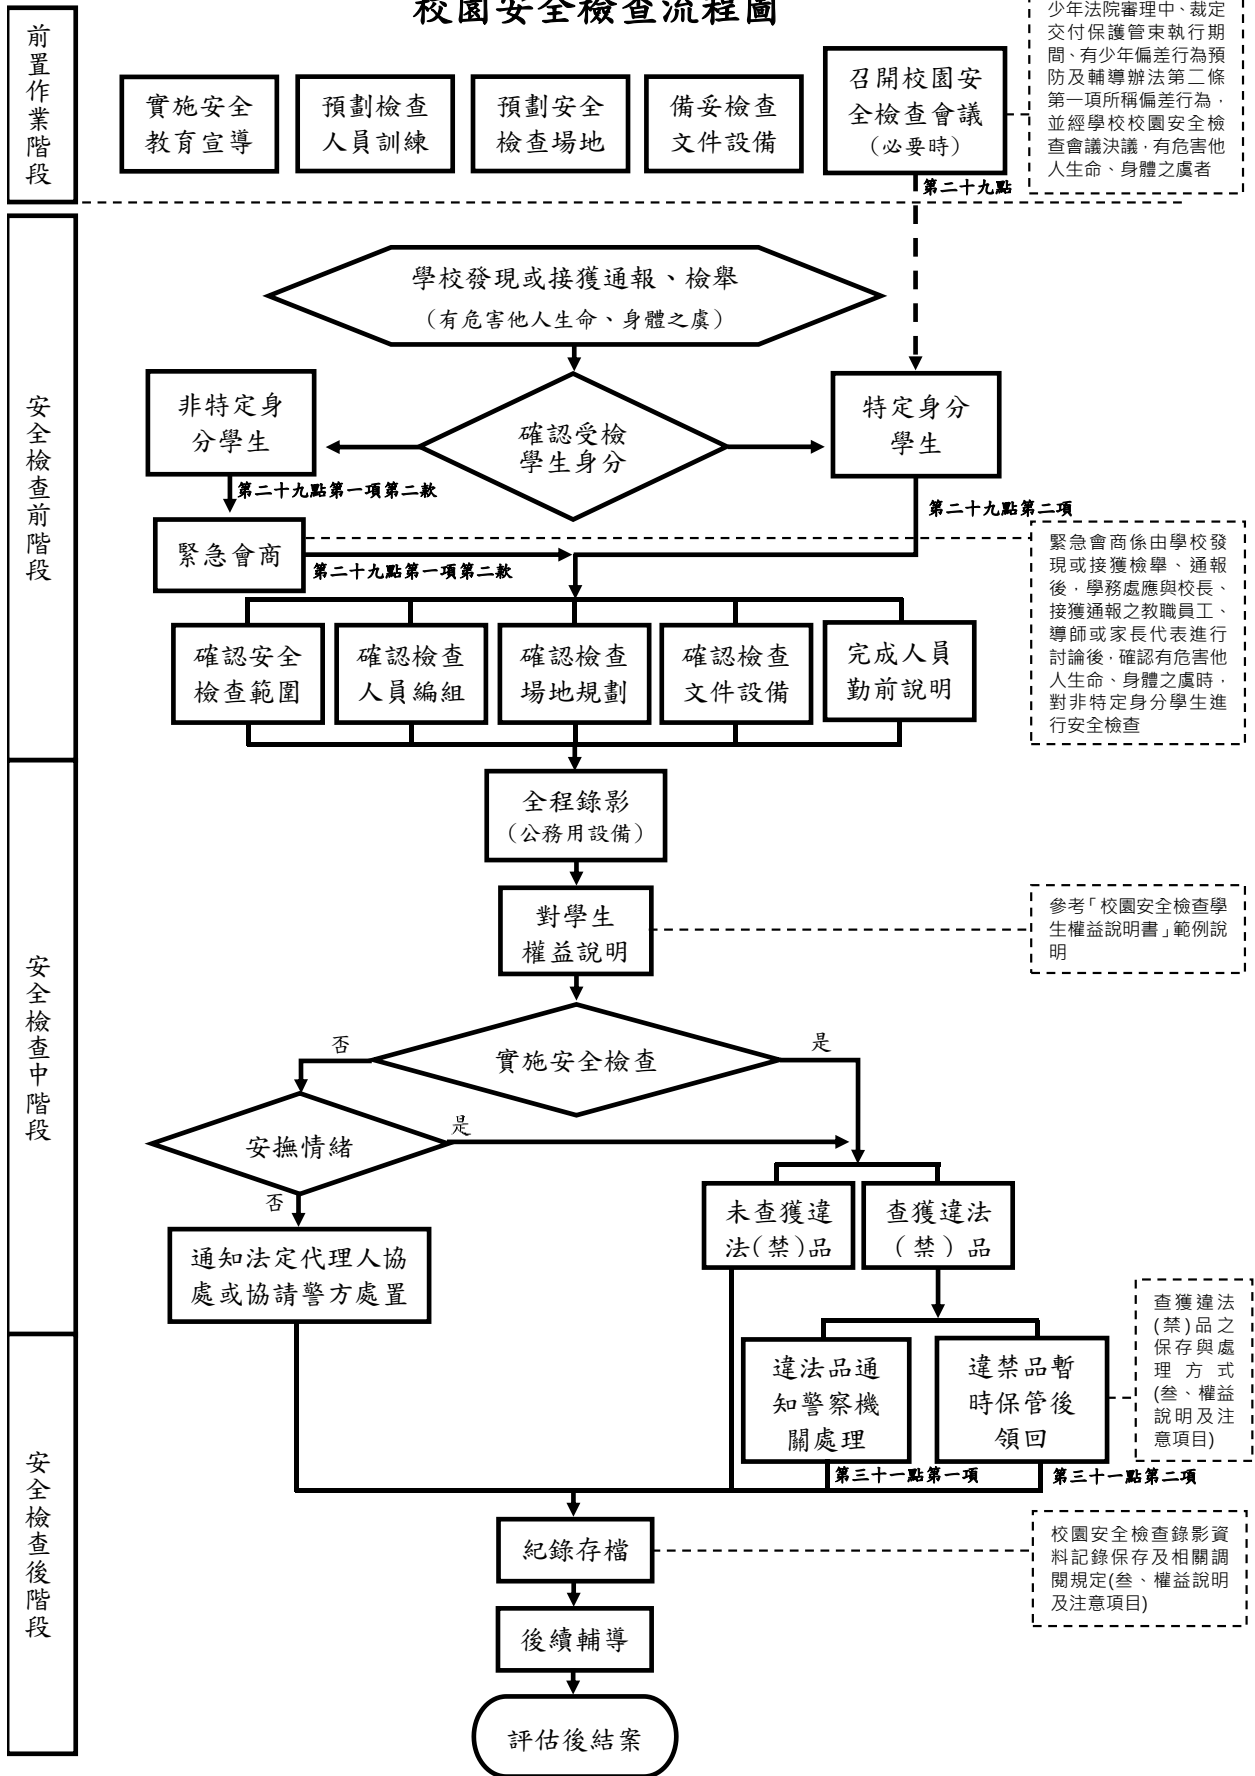 校園安全檢查流程圖
少年法院審理中、裁定
交付保護管束執行期
間、有少年偏差行為預
防及輔導辦法第二條
第一項所稱偏差行為，
並經學校校園安全檢
查會議決議，有危害他
人生命、身體之虞者
前置作業階段
實施安全
教育宣導
預劃檢查
人員訓練
預劃安全
檢查場地
備妥檢查
文件設備
召開校園安
全檢查會議
（必要時）
第二十九點
安全檢查前階段
學校發現或接獲通報、檢舉
（有危害他人生命、身體之虞）
非特定身
分學生
確認受檢
學生身分
特定身分
學生
第二十九點第一項第二款
第二十九點第二項
緊急會商
第二十九點第一項第二款
緊急會商係由學校發
現或接獲檢舉、通報
後，學務處應與校長、
接獲通報之教職員工、
導師或家長代表進行
討論後，確認有危害他
人生命、身體之虞時，
對非特定身分學生進
行安全檢查
確認安全
檢查範圍
確認檢查
人員編組
確認檢查
場地規劃
確認檢查
文件設備
完成人員
勤前說明
安全檢查中階段
全程錄影
（公務用設備）
對學生
權益說明
參考「校園安全檢查學
生權益說明書」範例說
明
實施安全檢查
否
是
安撫情緒
是
否
未查獲違
法(禁)品
查獲違法
（禁）品
通知法定代理人協
處或協請警方處置
查獲違法
(禁)品之
保存與處
理方式
(叁、權益
說明及注
意項目)
安全檢查後階段
違法品通
知警察機
關處理
違禁品暫
時保管後
領回
第三十一點第一項
第三十一點第二項
紀錄存檔
校園安全檢查錄影資
料記錄保存及相關調
閱規定(叁、權益說明
及注意項目)
後續輔導
評估後結案